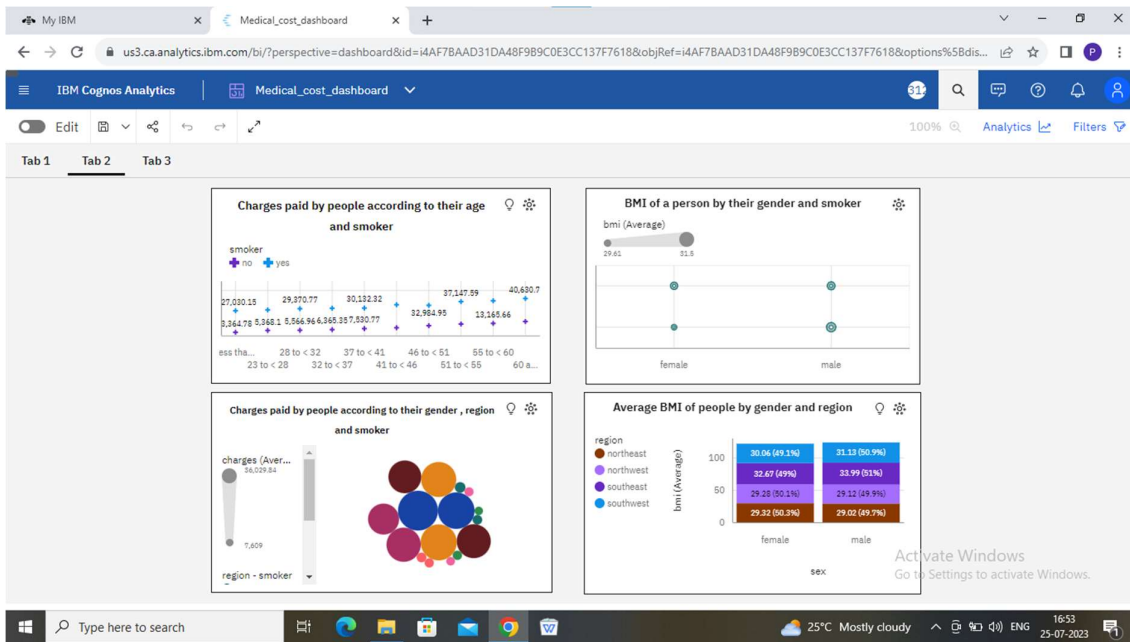 My IBM
Medical_cost_dashboard
us3.ca.analytics.ibm.com/bi/?perspective=dashboard&id=i4AF7BAAD31DA48F9B9C0E3CC137F7618&objRef=i4AF7BAAD31DA48F9B9C0E3CC137F7618&options%5Bdis...
P
IBM Cognos Analytics
Medical_cost_dashboard
Edit
100%
Analytics
Filters
Tab 1 Tab 2 Tab 3
Charges paid by people according to their age
and smoker
smoker
no yes
27,030.15 29,370.77 30,132.32 37,147.59 40,630.7
3,364.78 5,368.1 5,566.96 6,365.35 7,530.77 32,984.95 13,165.66
ess tha... 28 to < 32 37 to < 41 46 to < 51 55 to < 60
23 to < 28 32 to < 37 41 to < 46 51 to < 55 60 a...
BMI of a person by their gender and smoker
bmi (Average)
29.61 31.5
female male
Charges paid by people according to their gender , region
and smoker
charges (Aver...
36,029.84
7,609
region - smoker
Average BMI of people by gender and region
region
northeast
northwest
southeast
southwest
bmi (Average)
100
50
0
30.06 (49.1%) 31.13 (50.9%)
32.67 (49%) 33.99 (51%)
29.28 (50.1%) 29.12 (49.9%)
29.32 (50.3%) 29.02 (49.7%)
female male
sex
Activate Windows
Go to Settings to activate Windows.
Type here to search
25°C Mostly cloudy
ENG
16:53
25-07-2023
1